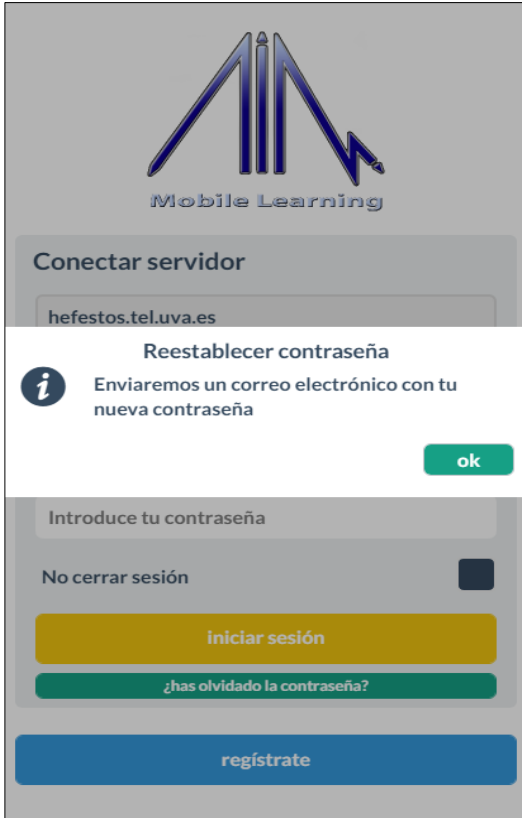 Mobile Learning
Conectar servidor
hefestos.tel.uva.es
Reestablecer contraseña
i
Enviaremos un correo electrónico con tu
nueva contraseña
ok
Introduce tu contraseña
No cerrar sesión
iniciar sesión
¿has olvidado la contraseña?
regístrate